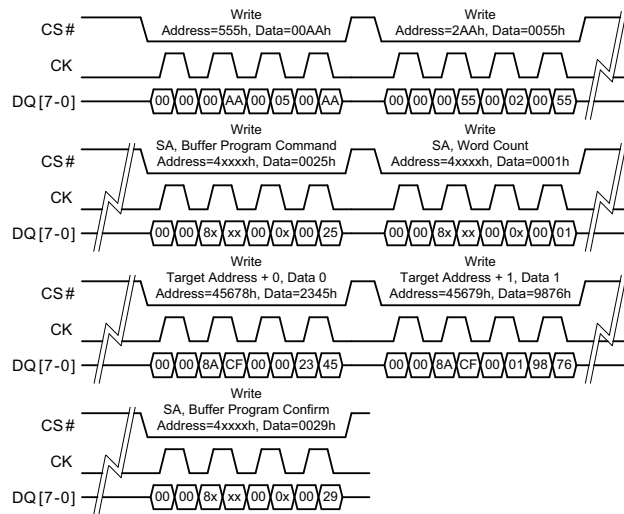 Write Write
CS# Address=555h, Data=00AAh Address=2AAh, Data=0055h
CK
DQ[7-0] 00 00 00 AA 00 05 00 AA 00 00 00 55 00 02 00 55
Write Write
SA, Buffer Program Command SA, Word Count
CS# Address=4xxxxh, Data=0025h Address=4xxxxh, Data=0001h
CK
DQ[7-0] 00 00 8x xx 00 0x 00 25 00 00 8x xx 00 0x 00 01
Write Write
Target Address + 0, Data 0 Target Address + 1, Data 1
CS# Address=45678h, Data=2345h Address=45679h, Data=9876h
CK
DQ[7-0] 00 00 8A CF 00 00 23 45 00 00 8A CF 00 01 98 76
Write
SA, Buffer Program Confirm
CS# Address=4xxxxh, Data=0029h
CK
DQ[7-0] 00 00 8x xx 00 0x 00 29